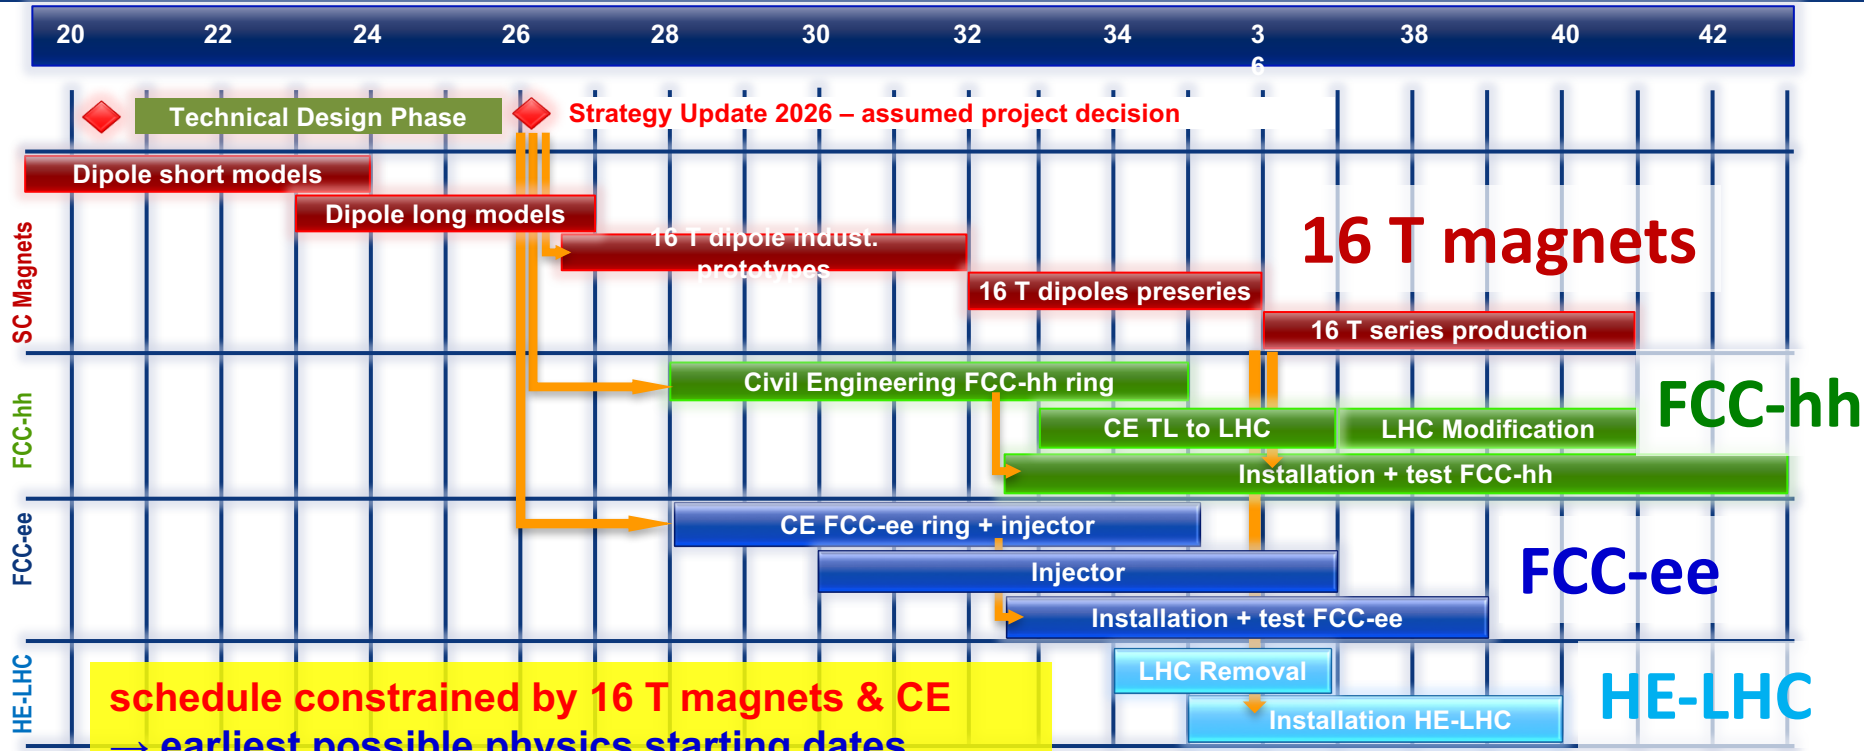 20 22 24 26 28 30 32 34 3 38 40 42
6
Technical Design Phase
Strategy Update 2026 – assumed project decision
SC Magnets
Dipole short models
Dipole long models
16 T dipole indust.
prototypes
16 T dipoles preseries
16 T series production
16 T magnets
FCC-hh
Civil Engineering FCC-hh ring
CE TL to LHC
LHC Modification
Installation + test FCC-hh
FCC-hh
FCC-ee
CE FCC-ee ring + injector
Injector
Installation + test FCC-ee
FCC-ee
HE-LHC
LHC Removal
Installation HE-LHC
HE-LHC
schedule constrained by 16 T magnets & CE
→ earliest possible physics starting dates